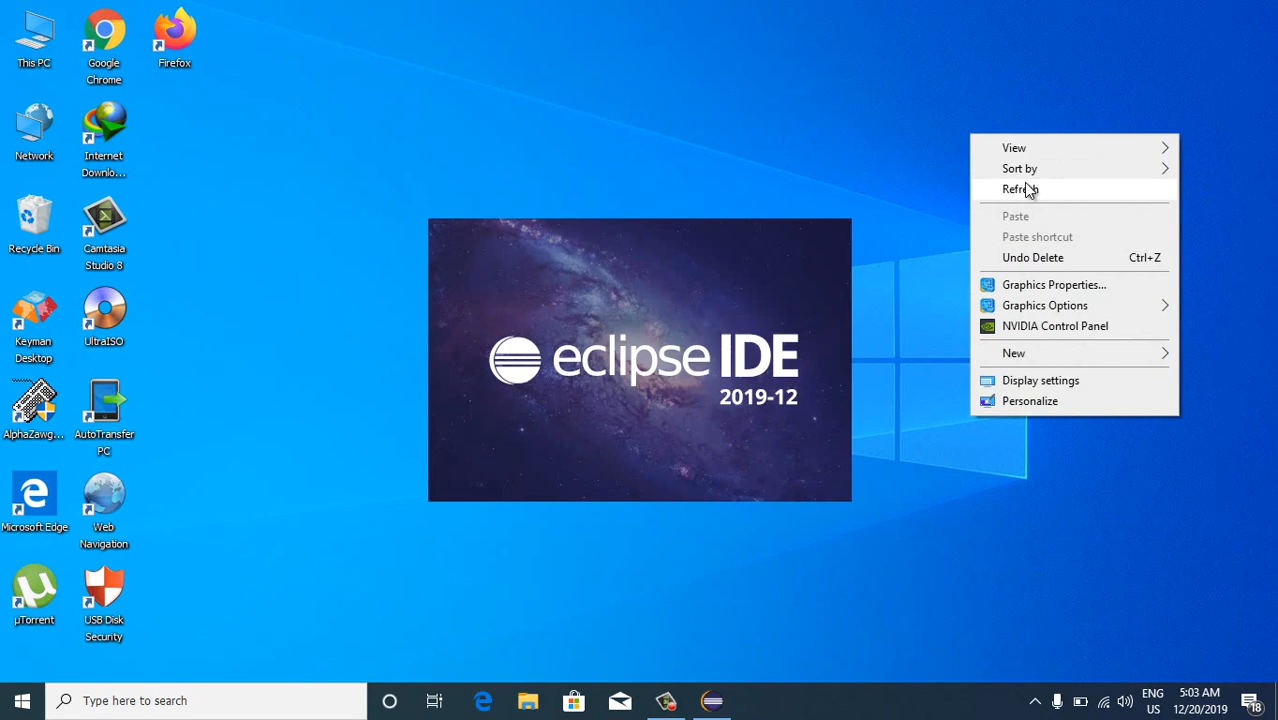 This PC
Google
Chrome
Firefox
Network
Internet
Downlo...
Recycle Bin
Camtasia
Studio 8
Keyman
Desktop
UltraISO
AlphaZawg...
AutoTransfer
PC
Microsoft Edge
Web
Navigation
µTorrent
USB Disk
Security
eclipse IDE
2019-12
View
Sort by
Refresh
Paste
Paste shortcut
Undo Delete Ctrl+Z
Graphics Properties...
Graphics Options
NVIDIA Control Panel
New
Display settings
Personalize
Type here to search
ENG
US
5:03 AM
12/20/2019
18